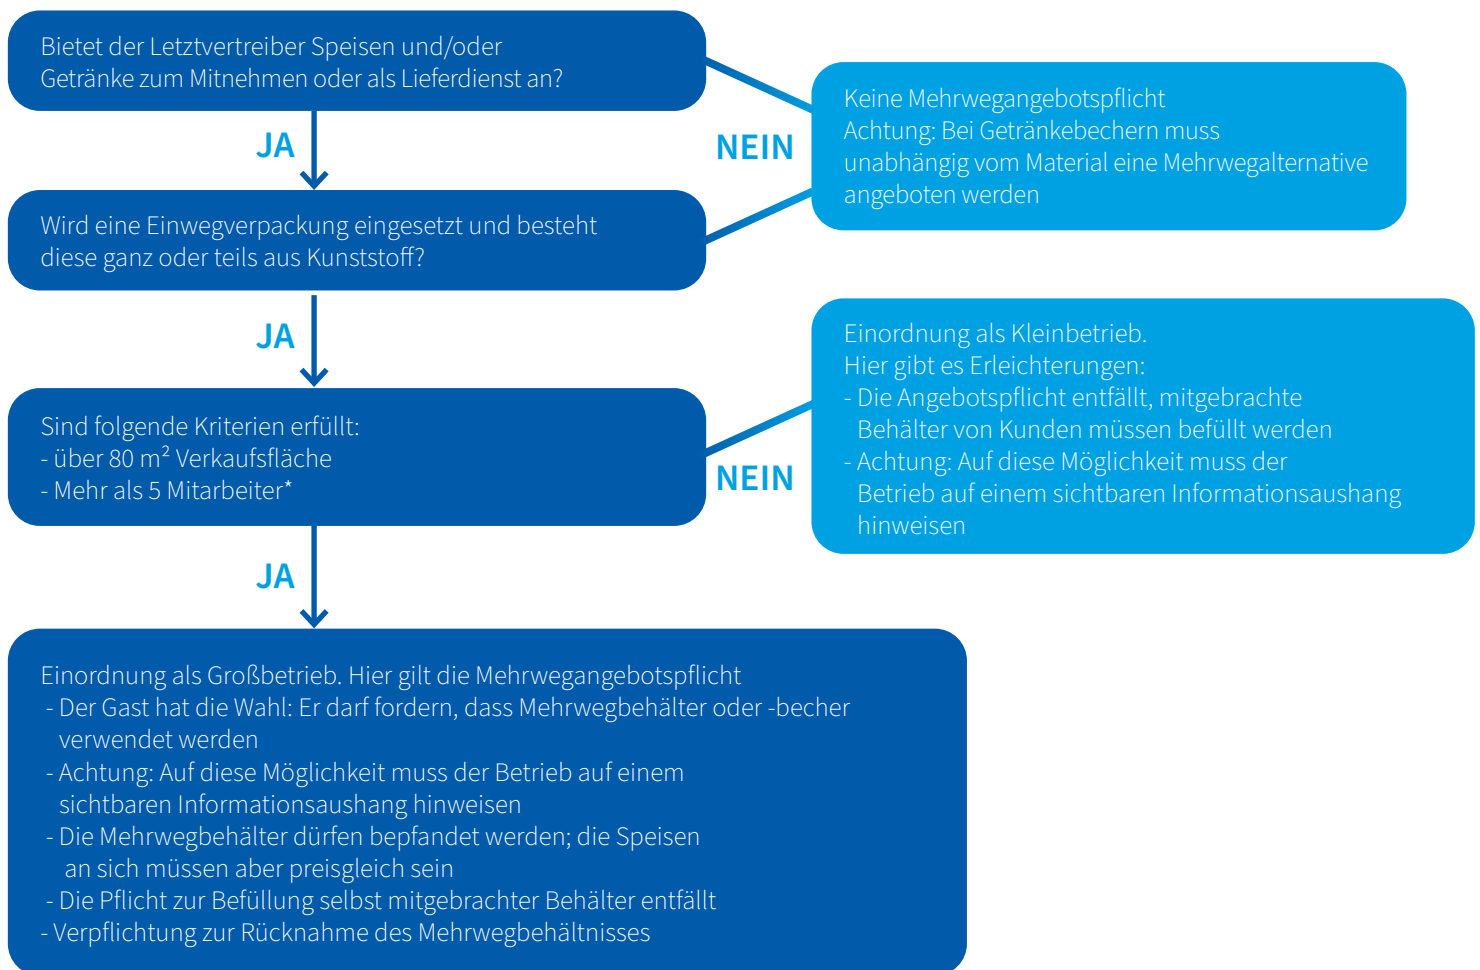 Bietet der Letztvertreiber Speisen und/oder
Getränke zum Mitnehmen oder als Lieferdienst an?
JA
NEIN
Keine Mehrwegangebotspflicht
Achtung: Bei Getränkebechern muss
unabhängig vom Material eine Mehrwegalternative
angeboten werden
Wird eine Einwegverpackung eingesetzt und besteht
diese ganz oder teils aus Kunststoff?
JA
Sind folgende Kriterien erfüllt:
- über 80 m² Verkaufsfläche
- Mehr als 5 Mitarbeiter*
NEIN
Einordnung als Kleinbetrieb.
Hier gibt es Erleichterungen:
- Die Angebotspflicht entfällt, mitgebrachte
Behälter von Kunden müssen befüllt werden
- Achtung: Auf diese Möglichkeit muss der
Betrieb auf einem sichtbaren Informationsaushang
hinweisen
JA
Einordnung als Großbetrieb. Hier gilt die Mehrwegangebotspflicht
- Der Gast hat die Wahl: Er darf fordern, dass Mehrwegbehälter oder -becher
verwendet werden
- Achtung: Auf diese Möglichkeit muss der Betrieb auf einem
sichtbaren Informationsaushang hinweisen
- Die Mehrwegbehälter dürfen bepfandet werden; die Speisen
an sich müssen aber preisgleich sein
- Die Pflicht zur Befüllung selbst mitgebrachter Behälter entfällt
- Verpflichtung zur Rücknahme des Mehrwegbehältnisses